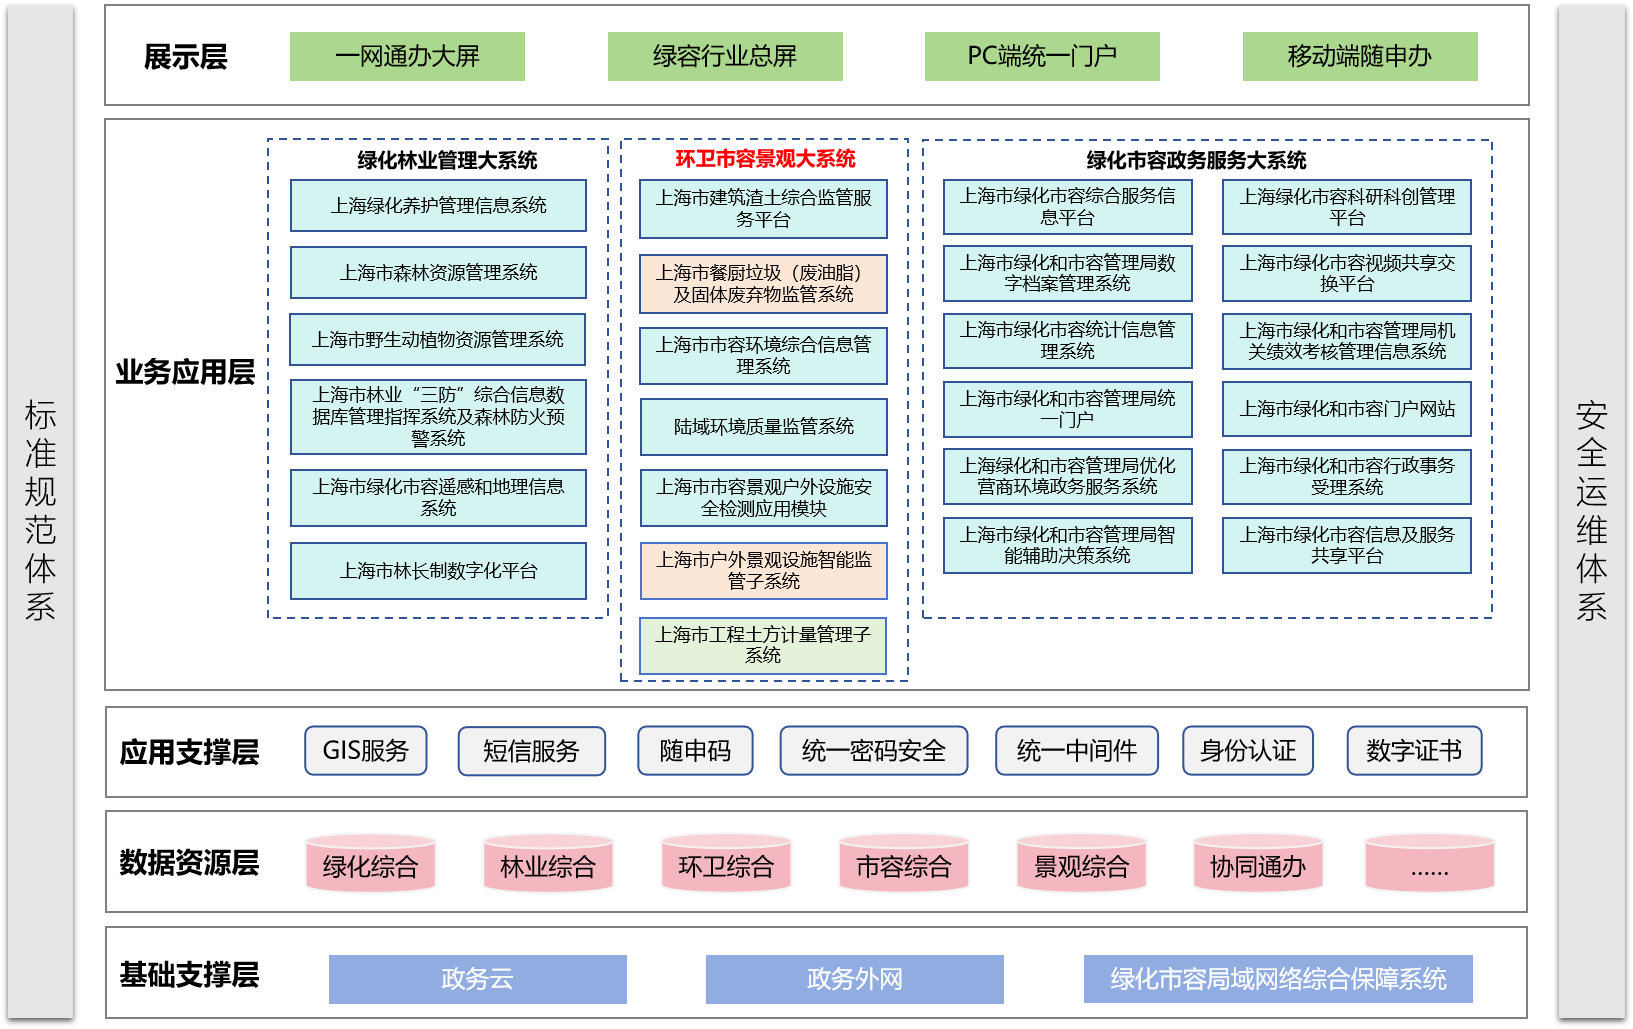 标准规范体系
展示层
一网通办大屏
绿容行业总屏
PC端统一门户
移动端随申办
业务应用层
绿化林业管理大系统
上海绿化养护管理信息系统
上海市森林资源管理系统
上海市野生动植物资源管理系统
上海市林业“三防”综合信息数
据库管理指挥系统及森林防火预
警系统
上海市绿化市容遥感和地理信息
系统
上海市林长制数字化平台
环卫市容景观大系统
上海市建筑渣土综合监管服
务平台
上海市餐厨垃圾（废油脂）
及固体废弃物监管系统
上海市市容环境综合信息管
理系统
陆域环境质量监管系统
上海市市容景观户外设施安
全检测应用模块
上海市户外景观设施智能监
管子系统
上海市工程土方计量管理子
系统
绿化市容政务服务大系统
上海市绿化市容综合服务信
息平台
上海市绿化和市容管理局数
字档案管理系统
上海市绿化市容统计信息管
理系统
上海市绿化和市容管理局统
一门户
上海绿化和市容管理局优化
营商环境政务服务系统
上海市绿化和市容管理局智
能辅助决策系统
上海绿化市容科研科创管理
平台
上海市绿化市容视频共享交
换平台
上海市绿化和市容管理局机
关绩效考核管理信息系统
上海市绿化和市容门户网站
上海市绿化和市容行政事务
受理系统
上海市绿化市容信息及服务
共享平台
应用支撑层
GIS服务
短信服务
随申码
统一密码安全
统一中间件
身份认证
数字证书
数据资源层
绿化综合
林业综合
环卫综合
市容综合
景观综合
协同通办
......
基础支撑层
政务云
政务外网
绿化市容局域网络综合保障系统
安全运维体系